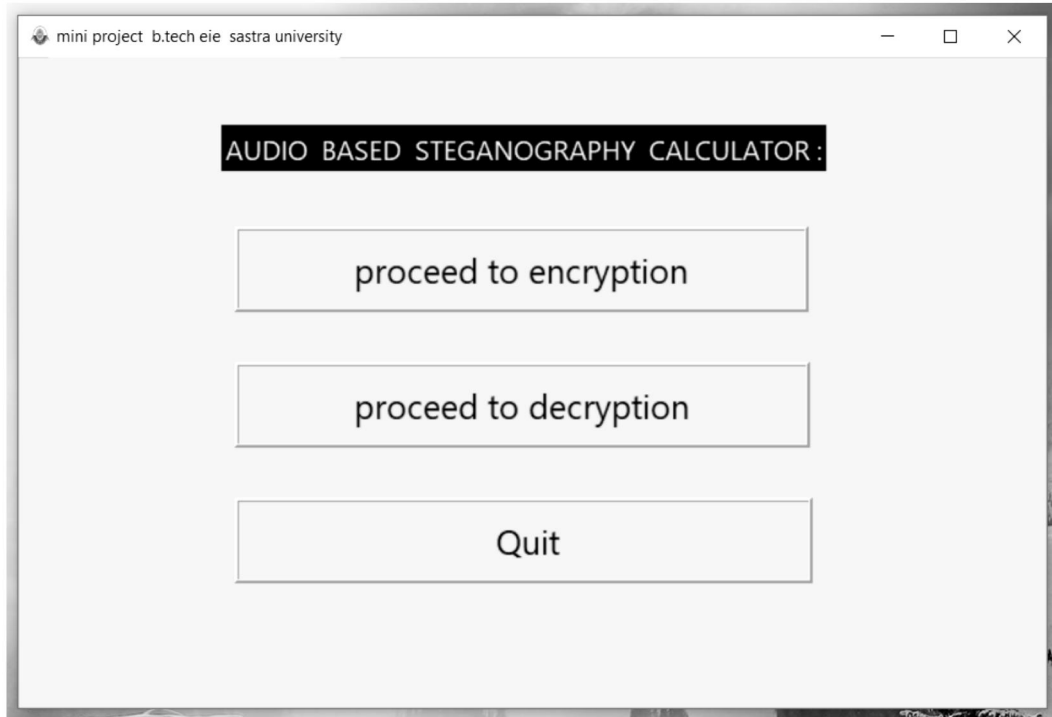 mini project b.tech eie sastra university
AUDIO BASED STEGANOGRAPHY CALCULATOR :
proceed to encryption
proceed to decryption
Quit